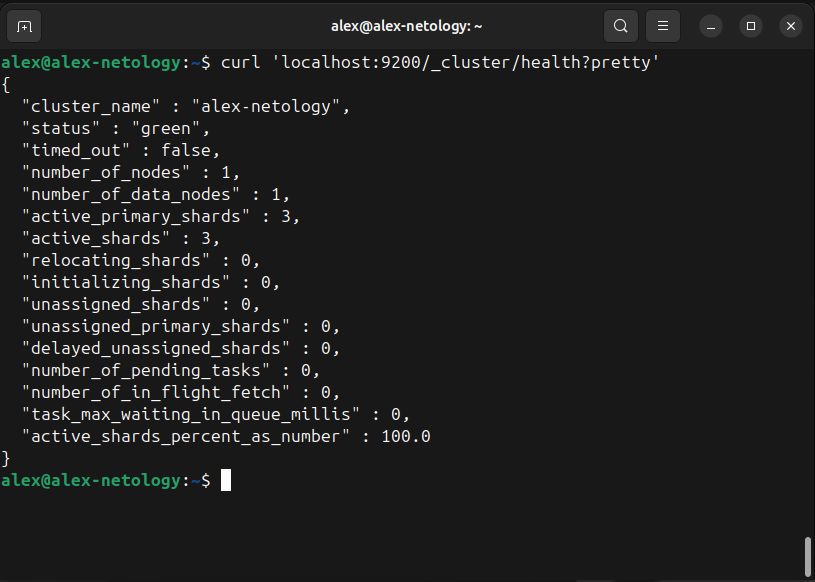 alex@alex-netology: ~
alex@alex-netology:~$ curl 'localhost:9200/_cluster/health?pretty'
{
  "cluster_name" : "alex-netology",
  "status" : "green",
  "timed_out" : false,
  "number_of_nodes" : 1,
  "number_of_data_nodes" : 1,
  "active_primary_shards" : 3,
  "active_shards" : 3,
  "relocating_shards" : 0,
  "initializing_shards" : 0,
  "unassigned_shards" : 0,
  "unassigned_primary_shards" : 0,
  "delayed_unassigned_shards" : 0,
  "number_of_pending_tasks" : 0,
  "number_of_in_flight_fetch" : 0,
  "task_max_waiting_in_queue_millis" : 0,
  "active_shards_percent_as_number" : 100.0
}
alex@alex-netology:~$